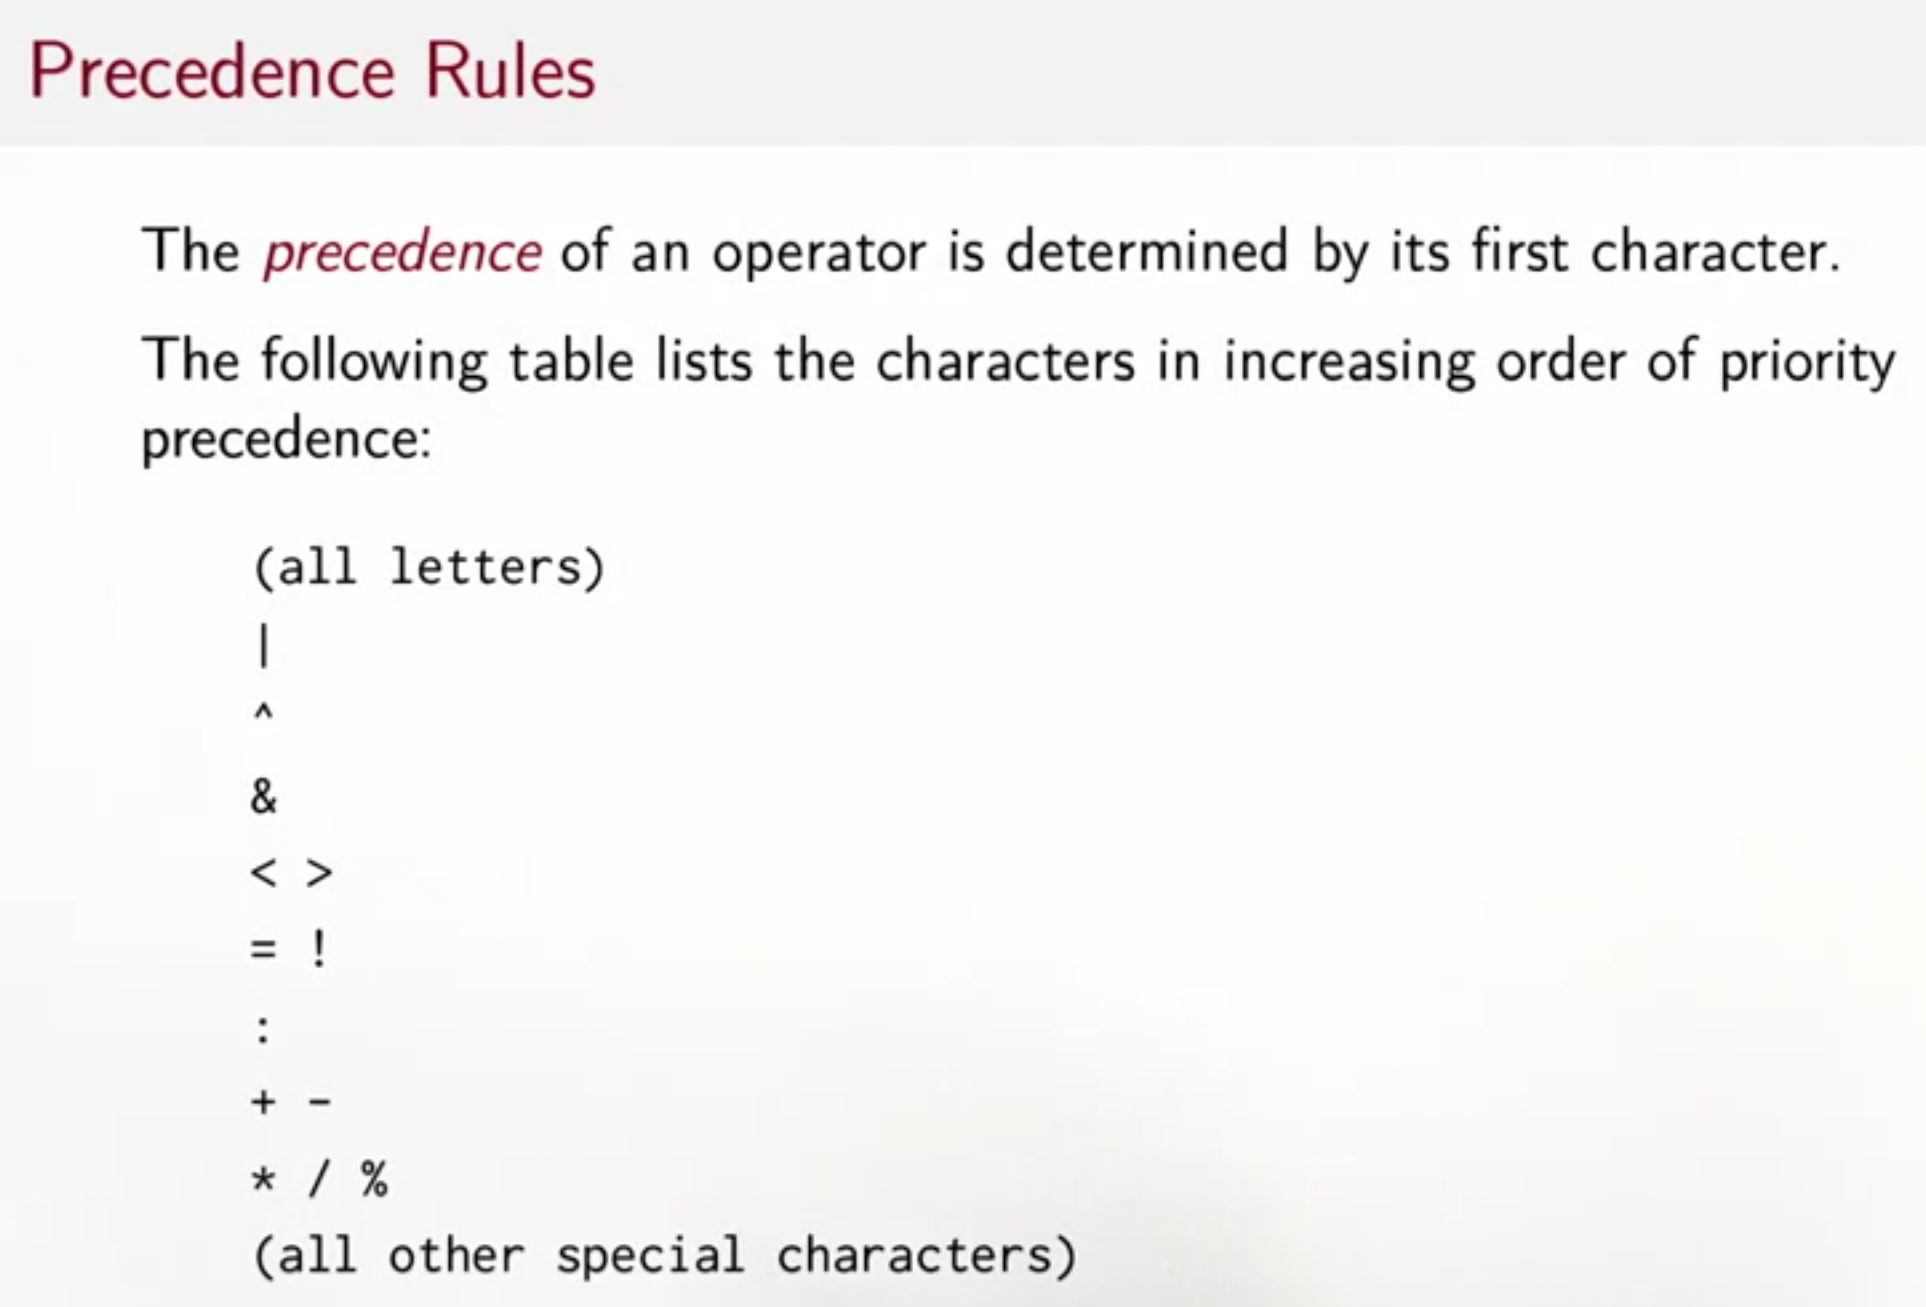 Precedence Rules
The precedence of an operator is determined by its first character.
The following table lists the characters in increasing order of priority
precedence:
(all letters)
|
^
&
< >
= !
:
+ -
* / %
(all other special characters)